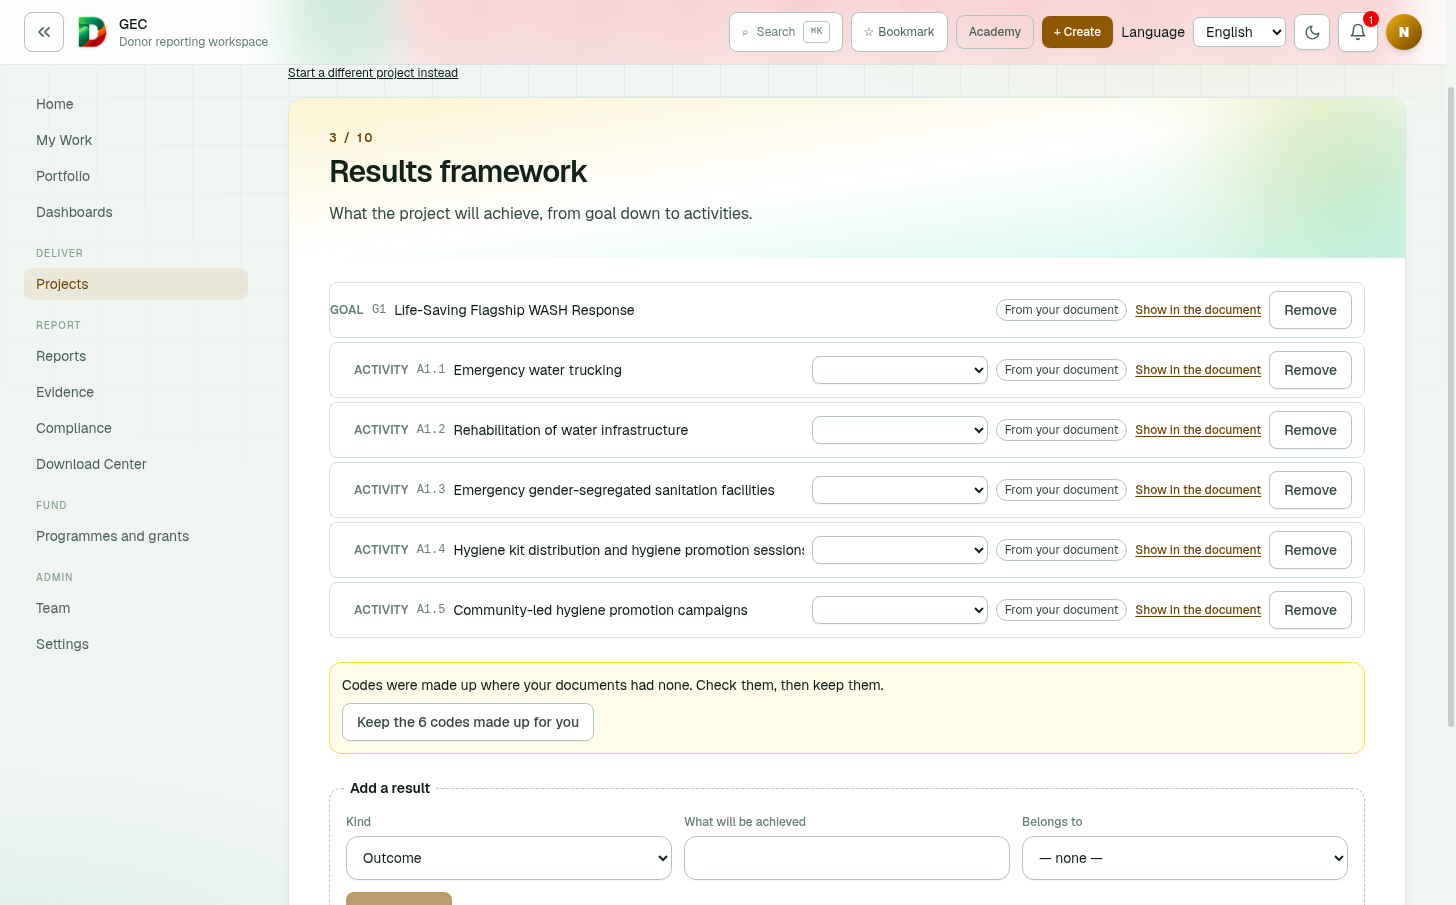 GEC
Donor reporting workspace
Search ⌘K
☆ Bookmark
Academy
+ Create
Language
English
1
N
Start a different project instead
Home
My Work
Portfolio
Dashboards
DELIVER
Projects
REPORT
Reports
Evidence
Compliance
Download Center
FUND
Programmes and grants
ADMIN
Team
Settings
3 / 10
Results framework
What the project will achieve, from goal down to activities.
GOAL G1 Life-Saving Flagship WASH Response From your document Show in the document Remove
ACTIVITY A1.1 Emergency water trucking From your document Show in the document Remove
ACTIVITY A1.2 Rehabilitation of water infrastructure From your document Show in the document Remove
ACTIVITY A1.3 Emergency gender-segregated sanitation facilities From your document Show in the document Remove
ACTIVITY A1.4 Hygiene kit distribution and hygiene promotion sessions From your document Show in the document Remove
ACTIVITY A1.5 Community-led hygiene promotion campaigns From your document Show in the document Remove
Codes were made up where your documents had none. Check them, then keep them.
Keep the 6 codes made up for you
Add a result
Kind What will be achieved Belongs to
Outcome — none —